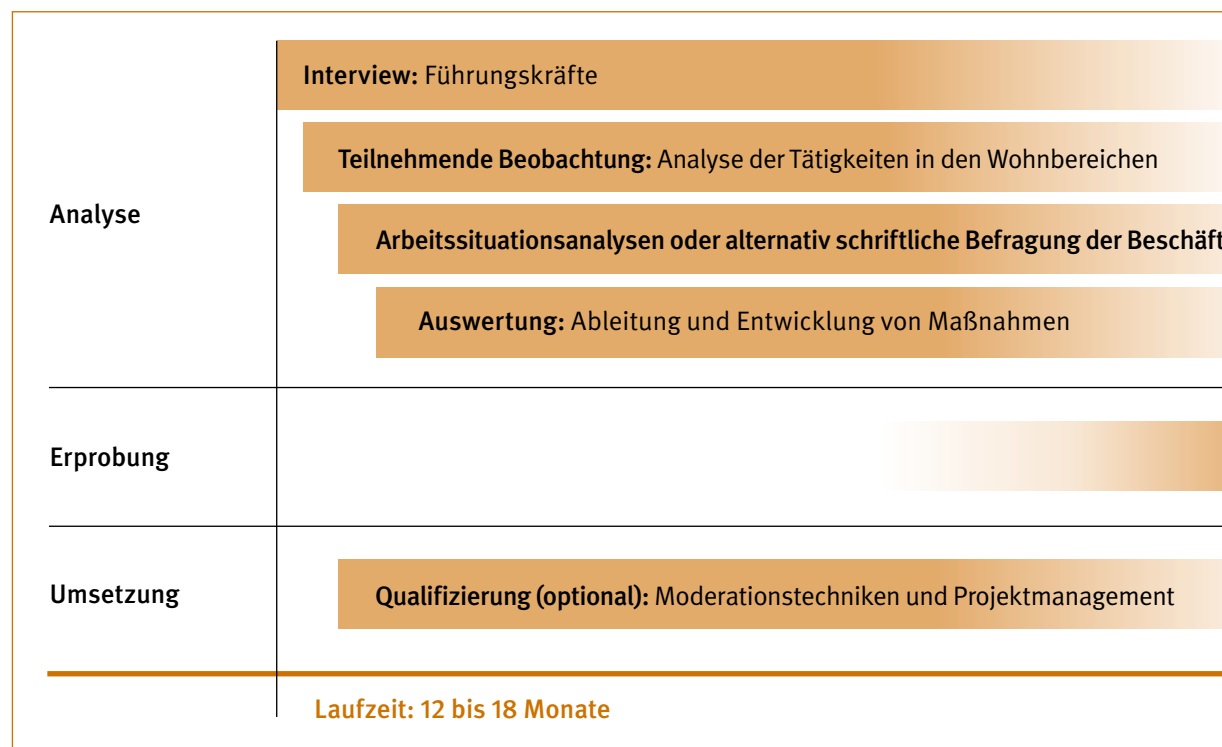 Interview: Führungskräfte
Teilnehmende Beobachtung: Analyse der Tätigkeiten in den Wohnbereichen
Analyse
Arbeitssituationsanalysen oder alternativ schriftliche Befragung der Beschäft
Auswertung: Ableitung und Entwicklung von Maßnahmen
Erprobung
Umsetzung
Qualifizierung (optional): Moderationstechniken und Projektmanagement
Laufzeit: 12 bis 18 Monate